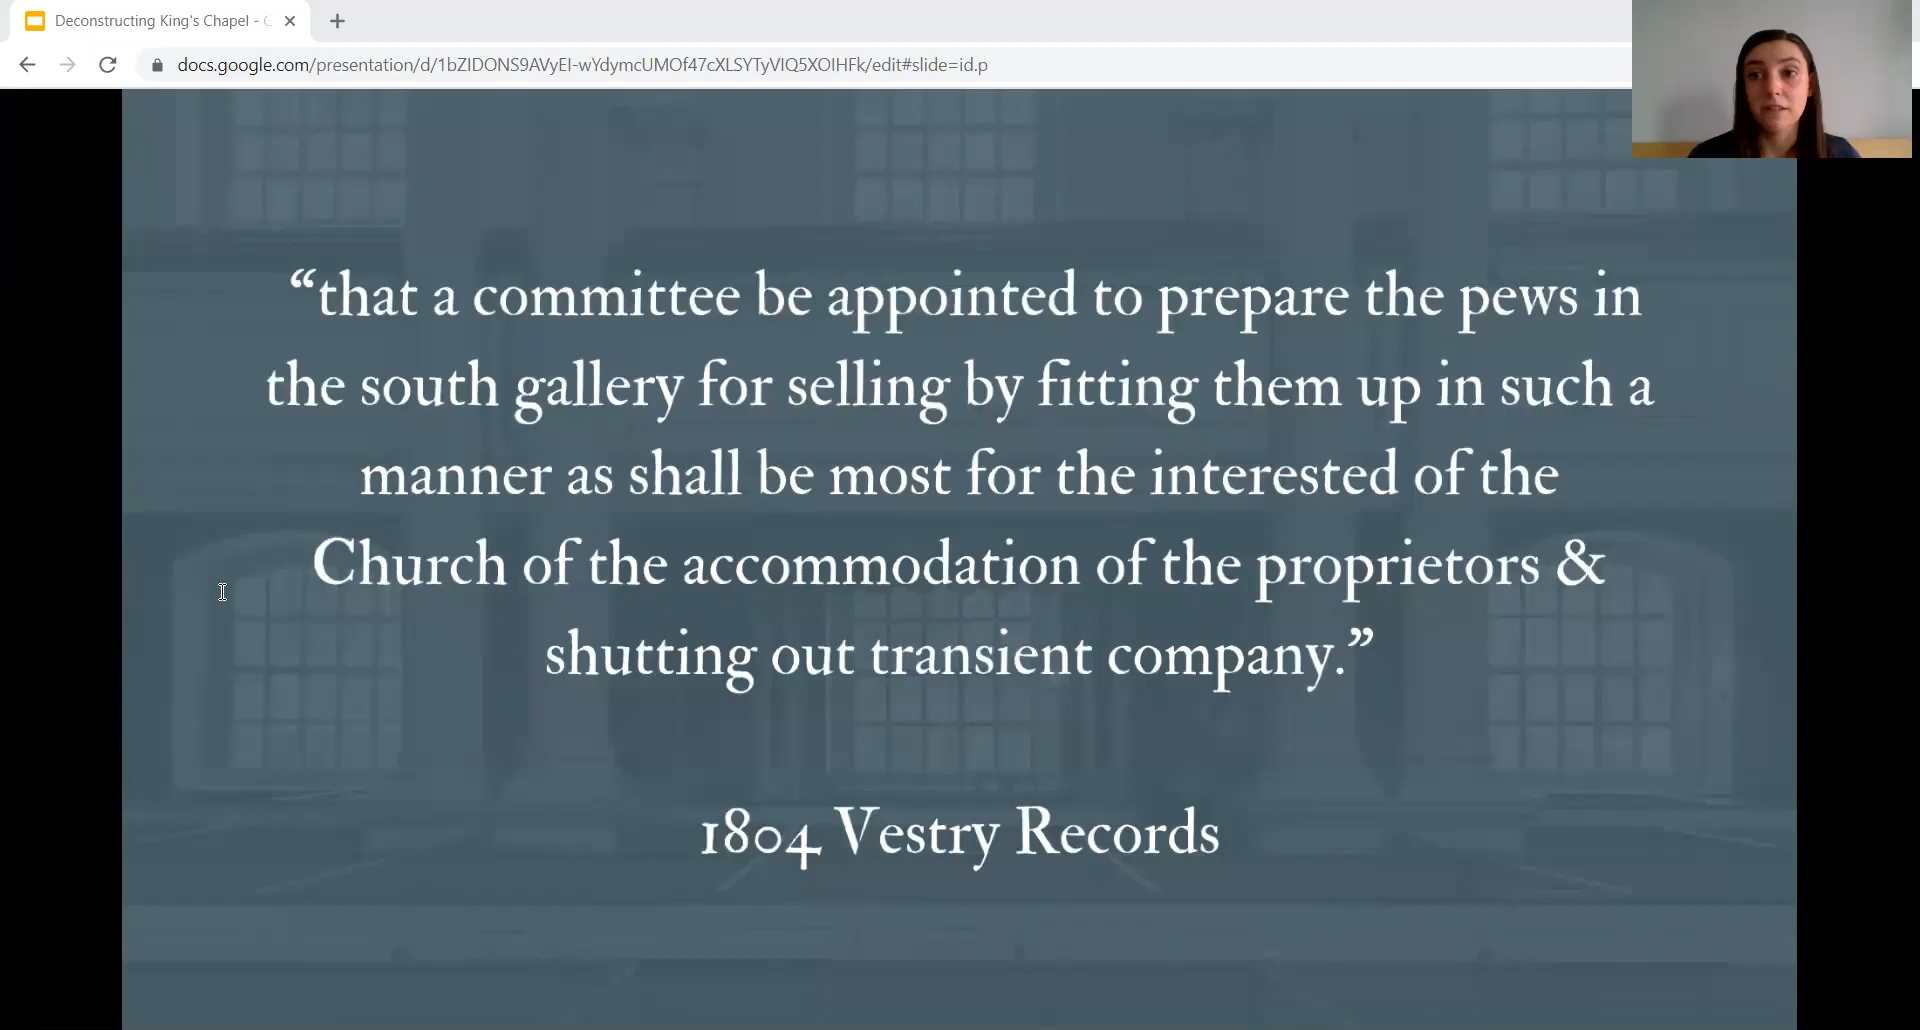 Deconstructing King's Chapel - G
docs.google.com/presentation/d/1bZIDONS9AVyEI-wYdymcUMOf47cXLSYTyVIQ5XOIHFk/edit#slide=id.p
“that a committee be appointed to prepare the pews in
the south gallery for selling by fitting them up in such a
manner as shall be most for the interested of the
Church of the accommodation of the proprietors &
shutting out transient company.”
1804 Vestry Records